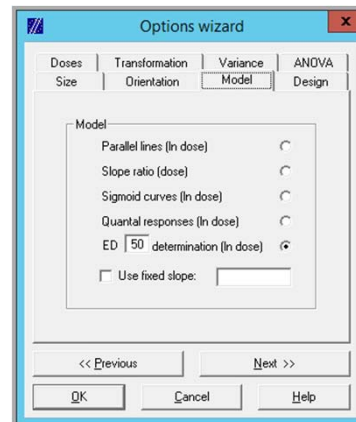 Options wizard
x
Doses Transformation Variance ANOVA
Size Orientation Model Design
Model
Parallel lines (ln dose)
Slope ratio (dose)
Sigmoid curves (ln dose)
Quantal responses (ln dose)
ED 50 determination (ln dose)
Use fixed slope:
<< Previous Next >>
OK Cancel Help